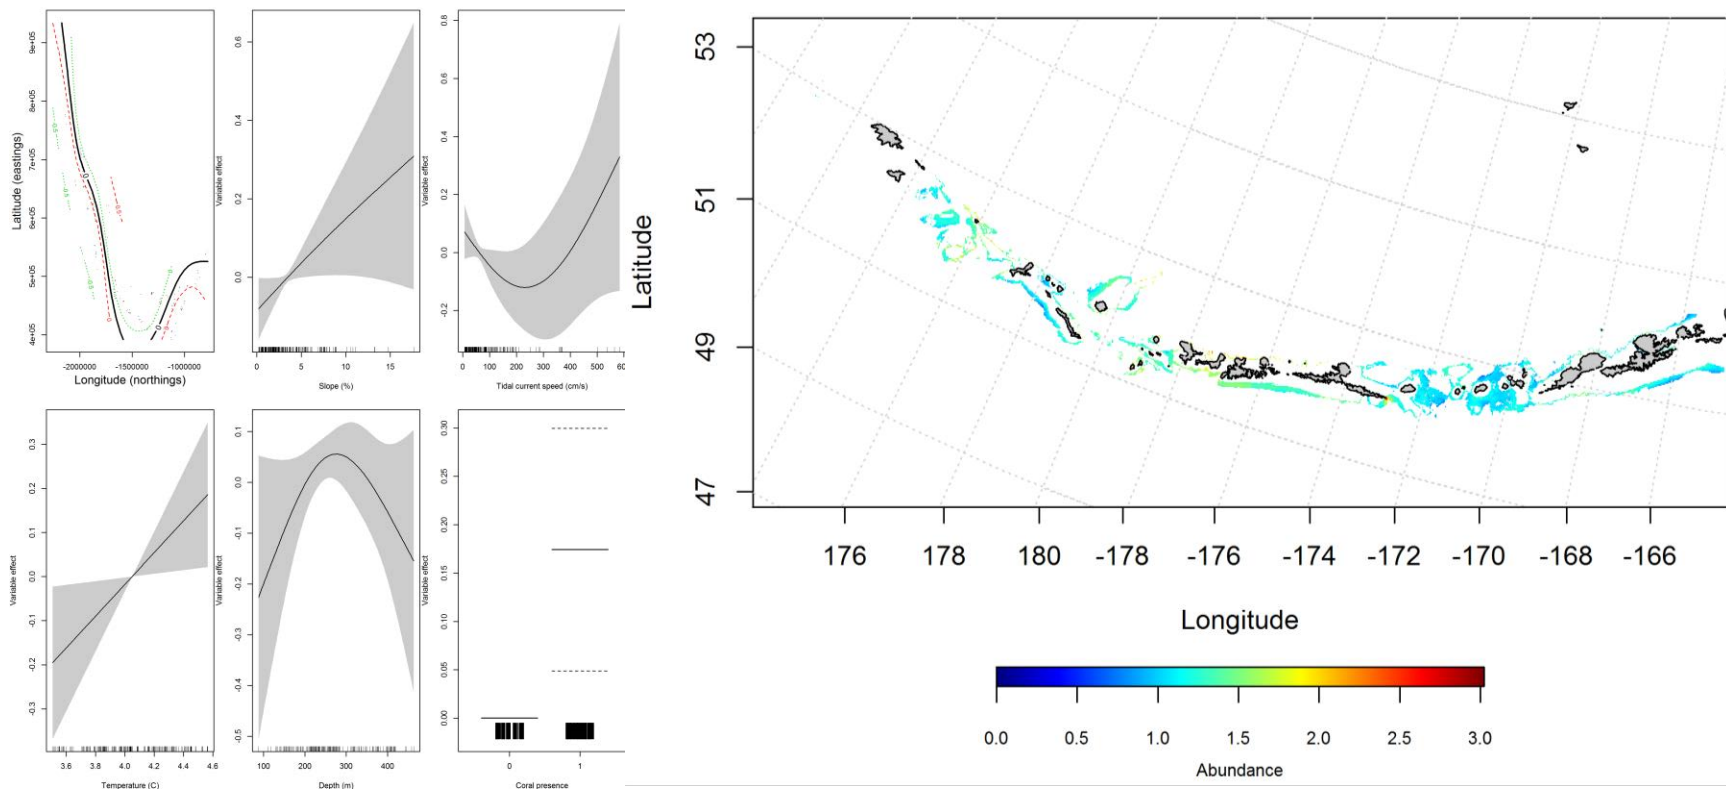 Latitude (eastings)
9e+05
8e+05
7e+05
6e+05
5e+05
4e+05
0
0
-2000000 -1500000 -1000000
Longitude (northings)
0.6
0.4
0.2
0.0
0 5 10 15
Slope (%)
Variable effect
0.8
0.6
0.4
0.2
0.0
-0.2
0 100 200 300 400 500 600
Tidal current speed (cm/s)
Variable effect
0.3
0.2
0.1
0.0
-0.1
-0.2
-0.3
3.6 3.8 4.0 4.2 4.4 4.6
Temperature (C)
Variable effect
0.1
0.0
-0.1
-0.2
-0.3
-0.4
-0.5
100 200 300 400
Depth (m)
Variable effect
0.30
0.25
0.20
0.15
0.10
0.05
0.00
0 1
Coral presence
Variable effect
Latitude
53
51
49
47
176 178 180 -178 -176 -174 -172 -170 -168 -166
Longitude
0.0 0.5 1.0 1.5 2.0 2.5 3.0
Abundance